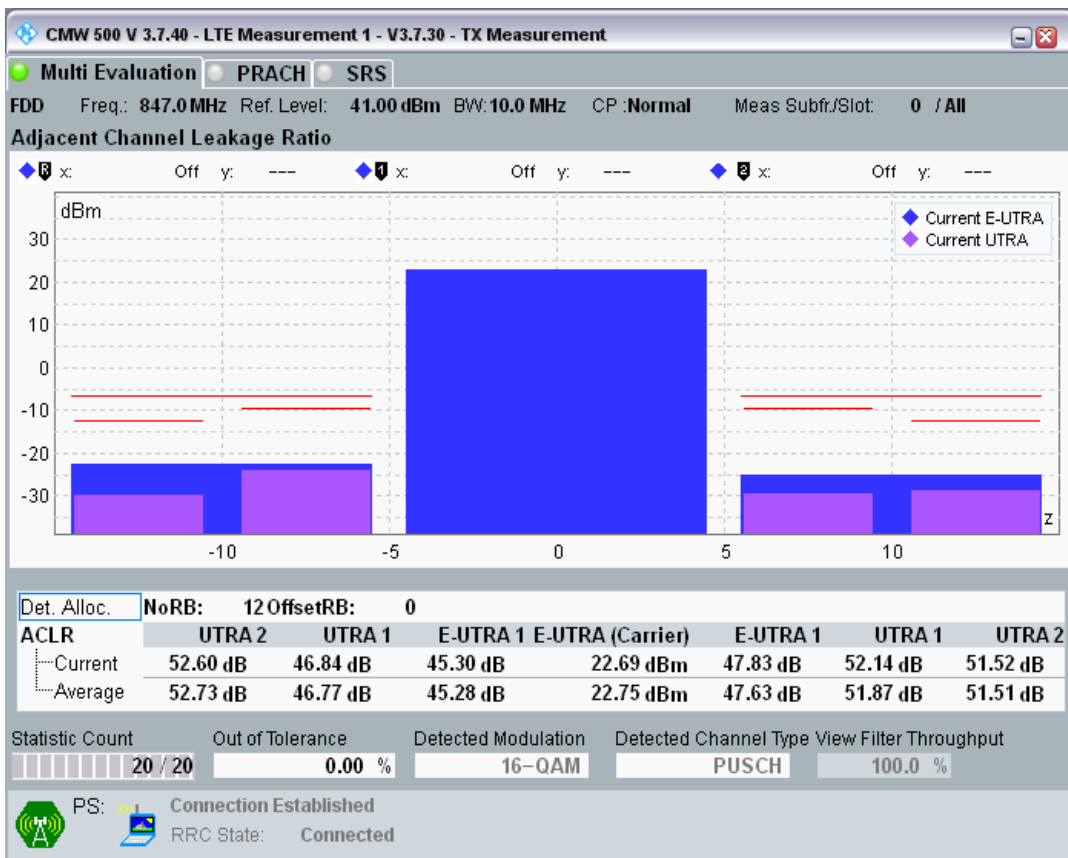 CMW 500 V 3.7.40 - LTE Measurement 1 - V3.7.30 - TX Measurement
Multi Evaluation PRACH SRS
FDD Freq.: 847.0 MHz Ref. Level: 41.00 dBm BW: 10.0 MHz CP :Normal Meas Subfr./Slot: 0 / All
Adjacent Channel Leakage Ratio
R x: Off y: --- 1 x: Off y: --- 2 x: Off y: ---
dBm
Current E-UTRA
Current UTRA
30
20
10
0
-10
-20
-30
z
-10 -5 0 5 10
Det. Alloc. NoRB: 12 OffsetRB: 0
ACLR UTRA 2 UTRA 1 E-UTRA 1 E-UTRA (Carrier) E-UTRA 1 UTRA 1 UTRA 2
Current 52.60 dB 46.84 dB 45.30 dB 22.69 dBm 47.83 dB 52.14 dB 51.52 dB
Average 52.73 dB 46.77 dB 45.28 dB 22.75 dBm 47.63 dB 51.87 dB 51.51 dB
Statistic Count Out of Tolerance Detected Modulation Detected Channel Type View Filter Throughput
20 / 20 0.00 % 16-QAM PUSCH 100.0 %
PS: Connection Established
RRC State: Connected